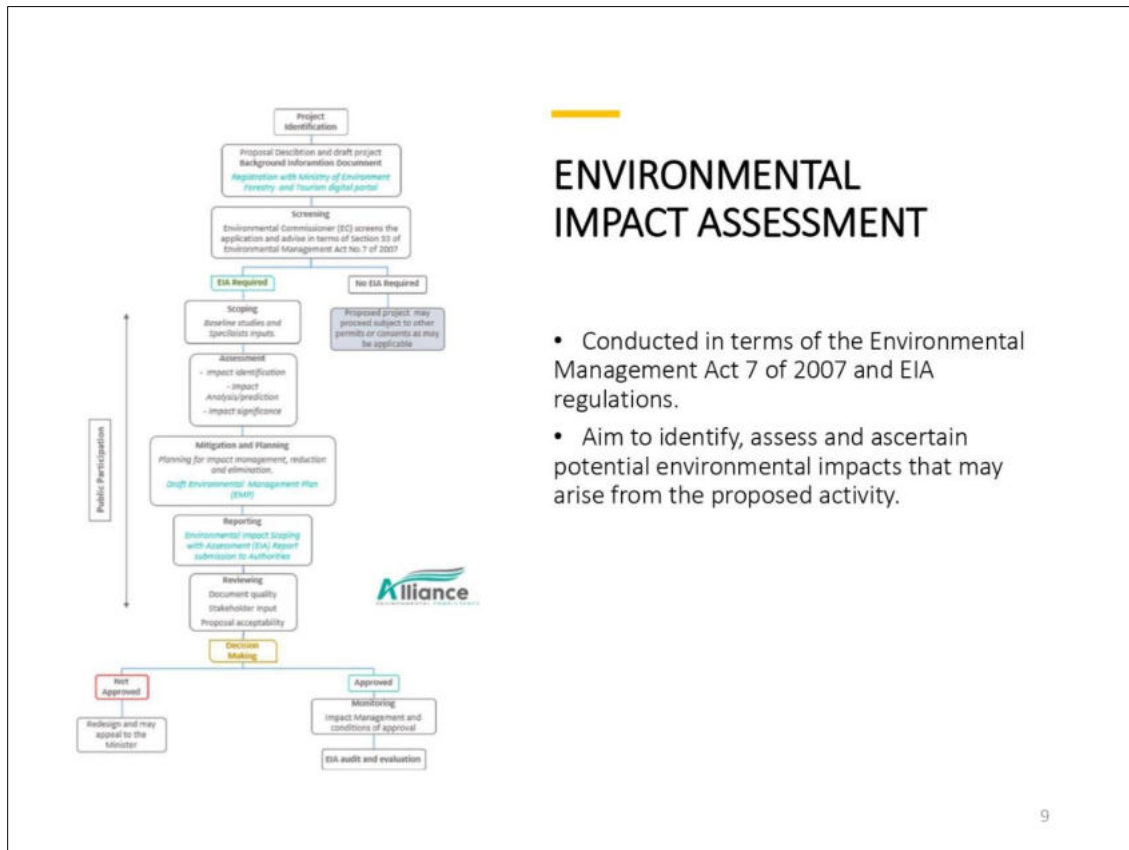 Project
Identification
Proposal Descibtion and draft project
Background Inforamtion Documnent
Registration with Ministry of Environment
Forestry and Tourism digital portal
Screening
Environmental Commissioner (EC) screens the
application and advise in terms of Section 33 of
Environmental Management Act No.7 of 2007
EIA Required
No EIA Required
Scoping
Baseline studies and
Specilaists inputs.
Proposed project may
proceed subject to other
permits or consents as may
be applicable
Assessment
- Impact identification
- Impact
Analysis/prediction
- Impact significance
Public Participation
Mitigation and Planning
Planning for impact management, reduction
and elimination.
Draft Environmental Management Plan
(EMP)
Reporting
Environmental Impact Scoping
with Assessment (EIA) Report
submission to Authorities
Reviewing
Document quality
Stakeholder input
Proposal acceptability
Alliance
ENVIRONMENTAL
Decision
Making
Not
Approved
Approved
Redesign and may
appeal to the
Minister
Monitoring
Impact Management and
conditions of approval
EIA audit and evaluation
ENVIRONMENTAL
IMPACT ASSESSMENT
• Conducted in terms of the Environmental
Management Act 7 of 2007 and EIA
regulations.
• Aim to identify, assess and ascertain
potential environmental impacts that may
arise from the proposed activity.
9